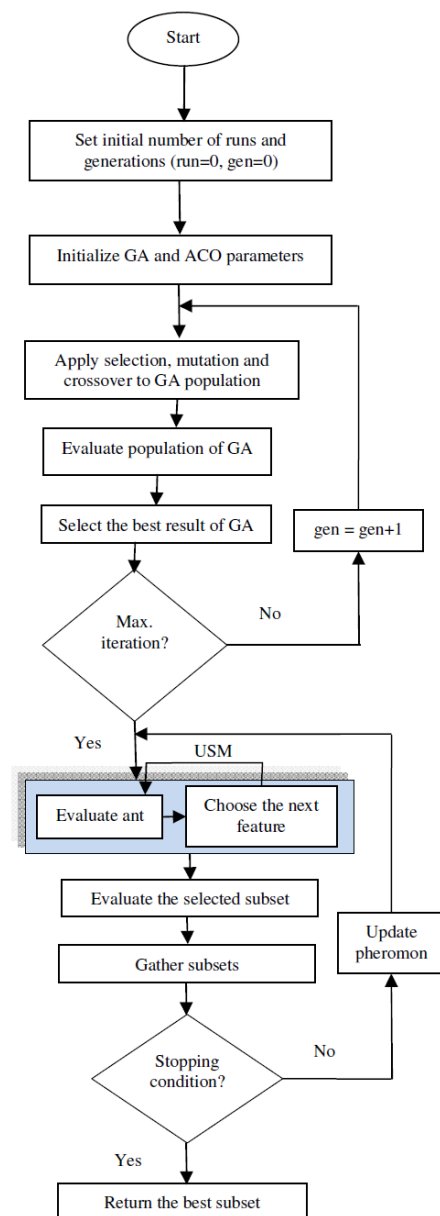 Start
Set initial number of runs and
generations (run=0, gen=0)
Initialize GA and ACO parameters
Apply selection, mutation and
crossover to GA population
Evaluate population of GA
Select the best result of GA
gen = gen+1
Max.
iteration?
No
Yes
USM
Evaluate ant
Choose the next
feature
Evaluate the selected subset
Update
pheromon
Gather subsets
Stopping
condition?
No
Yes
Return the best subset